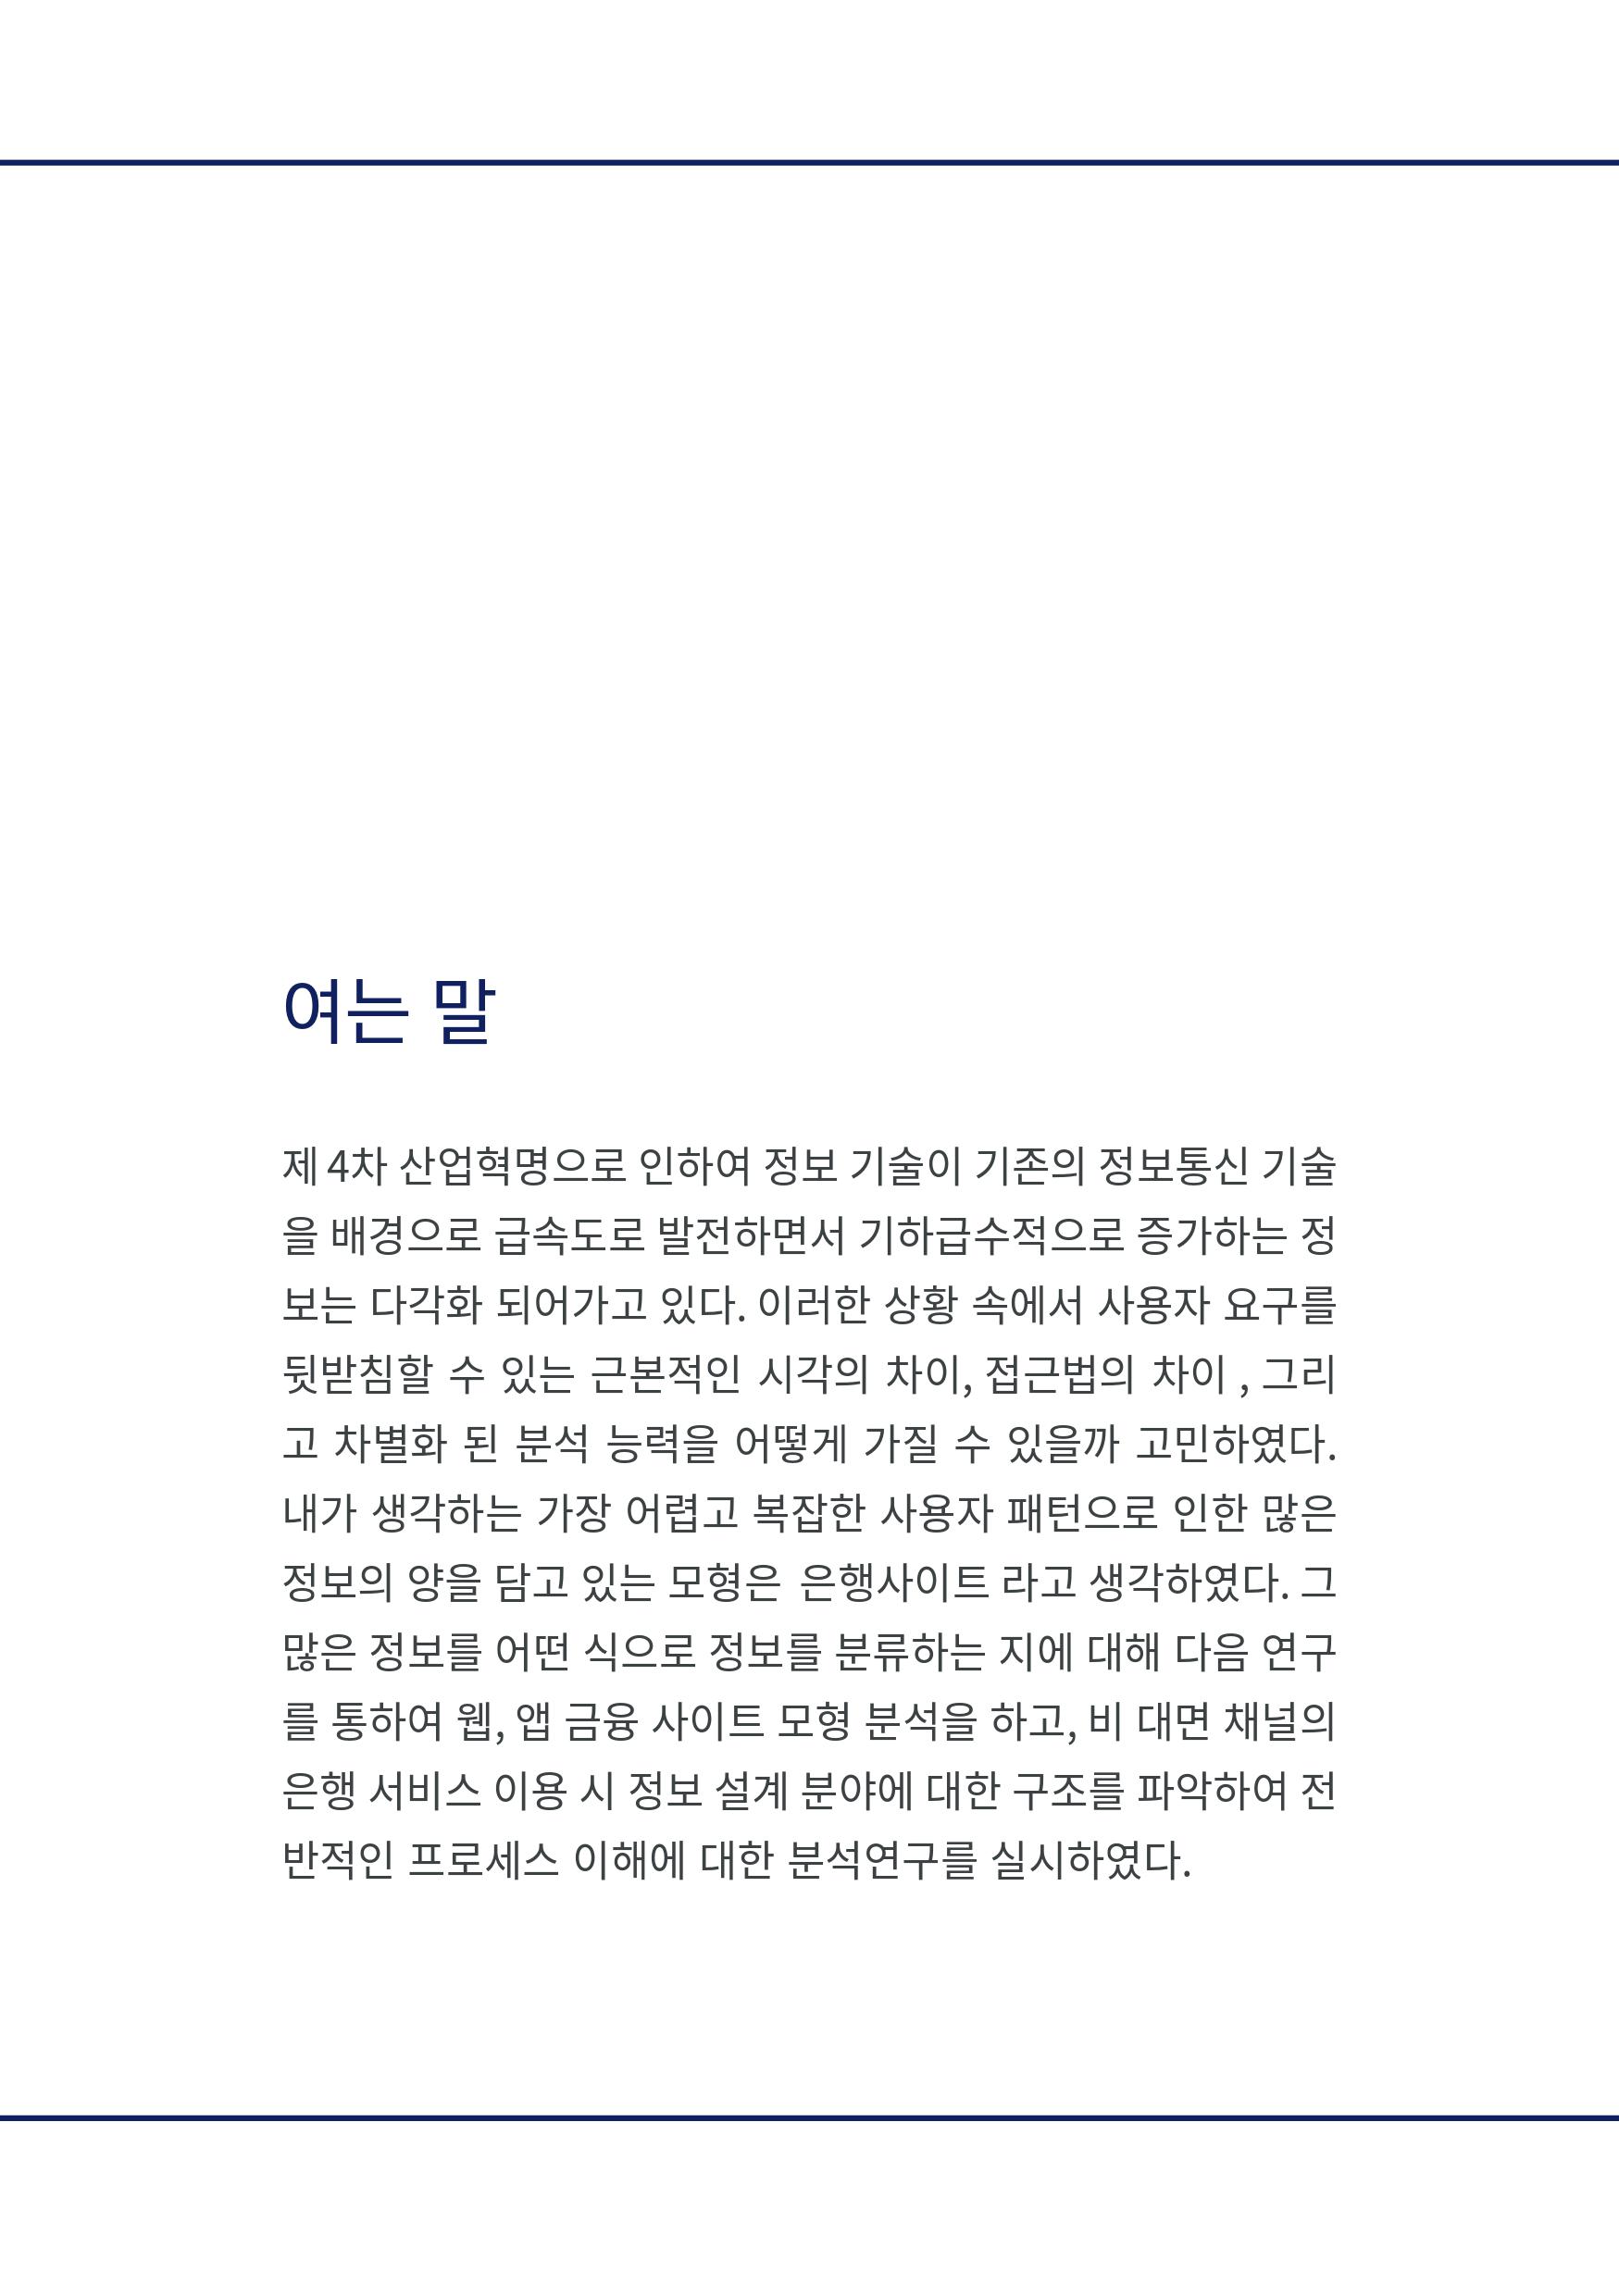 여는 말
제 4차 산업혁명으로 인하여 정보 기술이 기존의 정보통신 기술
을 배경으로 급속도로 발전하면서 기하급수적으로 증가하는 정
보는 다각화 되어가고 있다. 이러한 상황 속에서 사용자 요구를
뒷받침할 수 있는 근본적인 시각의 차이, 접근법의 차이 , 그리
고 차별화 된 분석 능력을 어떻게 가질 수 있을까 고민하였다.
내가 생각하는 가장 어렵고 복잡한 사용자 패턴으로 인한 많은
정보의 양을 담고 있는 모형은 은행사이트 라고 생각하였다. 그
많은 정보를 어떤 식으로 정보를 분류하는 지에 대해 다음 연구
를 통하여 웹, 앱 금융 사이트 모형 분석을 하고, 비 대면 채널의
은행 서비스 이용 시 정보 설계 분야에 대한 구조를 파악하여 전
반적인 프로세스 이해에 대한 분석연구를 실시하였다.